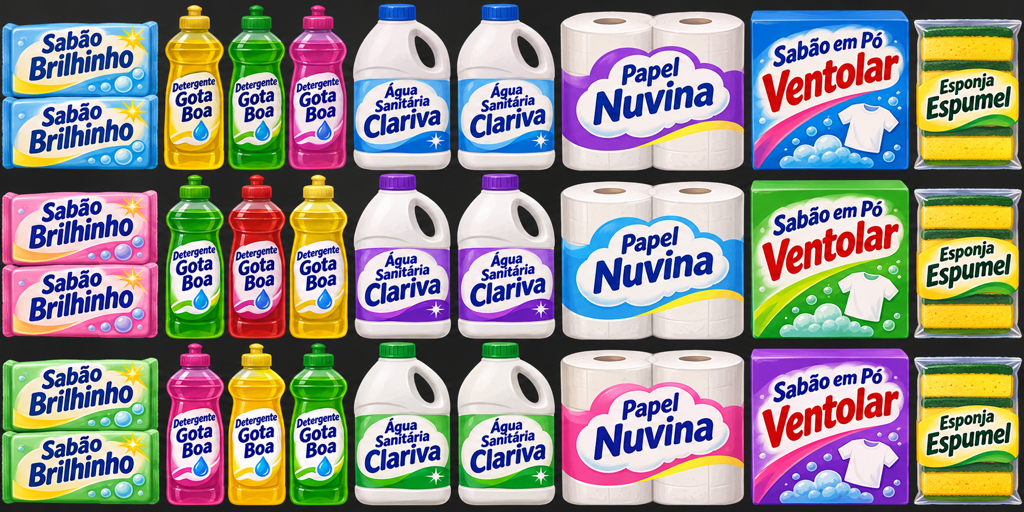 Sabão
Brilhinho
Sabão
Brilhinho
Detergente
Gota
Boa
Detergente
Gota
Boa
Detergente
Gota
Boa
Água
Sanitária
Clariva
Água
Sanitária
Clariva
Papel
Nuvina
Sabão em Pó
Ventolar
Esponja
Espumel
Sabão
Brilhinho
Sabão
Brilhinho
Detergente
Gota
Boa
Detergente
Gota
Boa
Detergente
Gota
Boa
Água
Sanitária
Clariva
Água
Sanitária
Clariva
Papel
Nuvina
Sabão em Pó
Ventolar
Esponja
Espumel
Sabão
Brilhinho
Sabão
Brilhinho
Detergente
Gota
Boa
Detergente
Gota
Boa
Detergente
Gota
Boa
Água
Sanitária
Clariva
Água
Sanitária
Clariva
Papel
Nuvina
Sabão em Pó
Ventolar
Esponja
Espumel